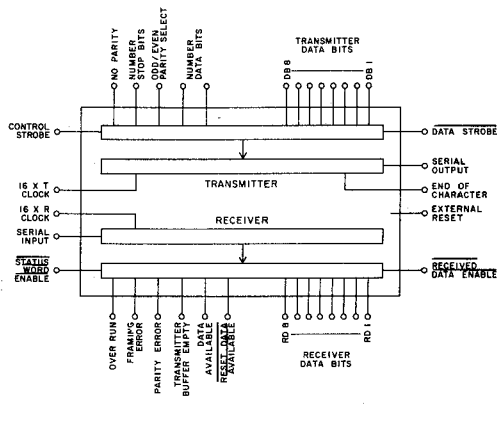 NO PARITY
NUMBER
STOP BITS
ODD/EVEN
PARITY SELECT
NUMBER
DATA BITS
TRANSMITTER
DATA BITS
DB 8
DB 1
CONTROL
STROBE
DATA STROBE
SERIAL
OUTPUT
TRANSMITTER
16 X T
CLOCK
END OF
CHARACTER
16 X R
CLOCK
RECEIVER
EXTERNAL
RESET
SERIAL
INPUT
STATUS
WORD
ENABLE
RECEIVED
DATA ENABLE
OVER RUN
FRAMING
ERROR
PARITY ERROR
TRANSMITTER
BUFFER EMPTY
DATA
AVAILABLE
RESET DATA
AVAILABLE
RD 8
RD 1
RECEIVER
DATA BITS